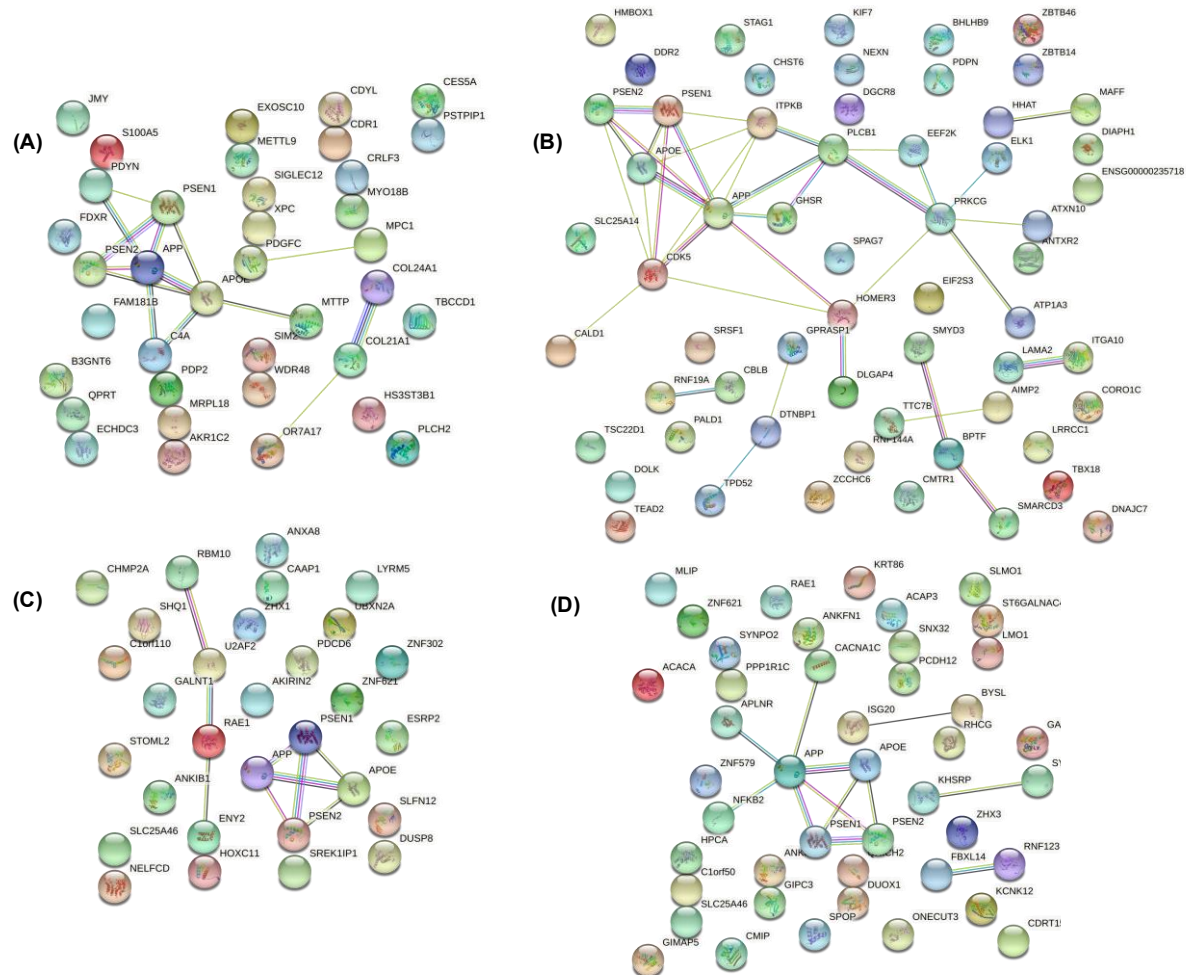 (A)
JMY
S100A5
PDYN
FDXR
PSEN1
PSEN2
APP
APOE
FAM181B
C4A
B3GNT6
QPRT
ECHDC3
PDP2
MRPL18
AKR1C2
EXOSC10
METTL9
SIGLEC12
XPC
PDGFC
MTTP
SIM2
WDR48
OR7A17
CDYL
CDR1
CRLF3
MYO18B
MPC1
COL24A1
COL21A1
CES5A
PSTPIP1
TBCCD1
HS3ST3B1
PLCH2
(B)
HMBOX1
DDR2
STAG1
CHST6
KIF7
NEXN
DGCR8
BHLHB9
PDPN
ZBTB46
ZBTB14
PSEN2
PSEN1
ITPKB
PLCB1
EEF2K
HHAT
ELK1
MAFF
DIAPH1
ENSG00000235718
APOE
APP
GHSR
PRKCG
ATXN10
ANTXR2
SLC25A14
CDK5
SPAG7
HOMER3
EIF2S3
ATP1A3
CALD1
SRSF1
GPRASP1
SMYD3
LAMA2
ITGA10
RNF19A
CBLB
DLGAP4
AIMP2
CORO1C
TSC22D1
PALD1
DTNBP1
TTC7B
RNF144A
BPTF
LRRCC1
DOLK
TPD52
ZCCHC6
CMTR1
TBX18
TEAD2
SMARCD3
DNAJC7
(C)
RBM10
ANXA8
CHMP2A
CAAP1
LYRM5
SHQ1
ZHX1
UBXN2A
C1orf110
U2AF2
PDCD6
ZNF302
GALNT1
AKIRIN2
ZNF621
RAE1
PSEN1
ESRP2
STOML2
APP
APOE
ANKIB1
PSEN2
SLFN12
SLC25A46
ENY2
DUSP8
NELFCD
HOXC11
SREK1IP1
(D)
MLIP
RAE1
KRT86
SLMO1
ZNF621
ANKFN1
ACAP3
ST6GALNAC
SYNPO2
CACNA1C
SNX32
LMO1
ACACA
PPP1R1C
PCDH12
APLNR
ISG20
BYSL
APP
APOE
RHCG
GA
ZNF579
KHSRP
SY
NFKB2
PSEN1
PSEN2
ZHX3
HPCA
ANK
CH2
FBXL14
RNF123
C1orf50
GIPC3
DUOX1
KCNK12
SLC25A46
SPOP
ONECUT3
CDRT1
GIMAP5
CMIP